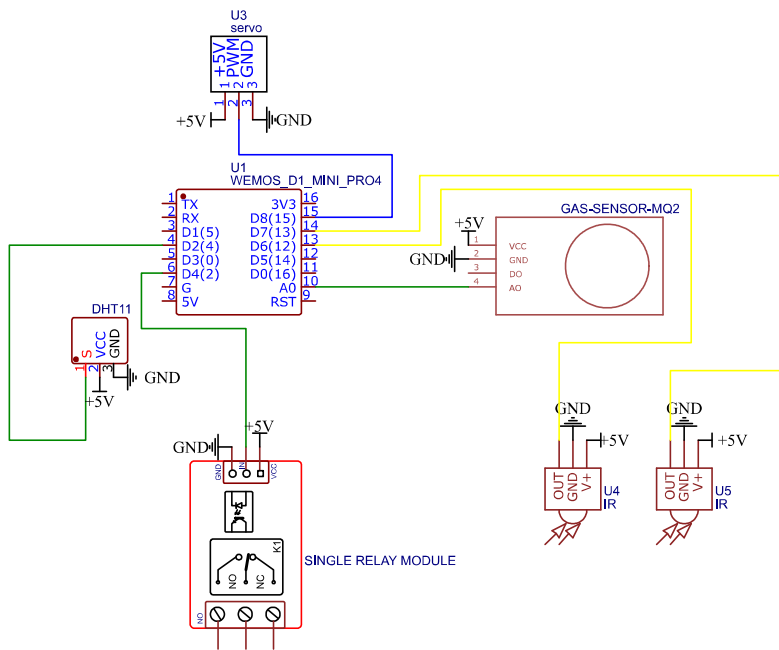 U3
servo
+5V
PWM
GND
1
2
3
1
2
3
+5V
GND
U1
WEMOS_D1_MINI_PRO4
1 TX 3V3 16
2 RX D8(15) 15
3 D1(5) D7(13) 14
4 D2(4) D6(12) 13
5 D3(0) D5(14) 12
6 D4(2) D0(16) 11
7 G A0 10
8 5V RST 9
GAS-SENSOR-MQ2
+5V
GND
1 VCC
2 GND
3 DO
4 AO
DHT11
S
VCC
GND
1
2
3
GND
+5V
GND
+5V
GND
IN
VCC
K1
NO
NC
SINGLE RELAY MODULE
NO
GND
+5V
OUT
GND
V+
U4
IR
GND
+5V
OUT
GND
V+
U5
IR